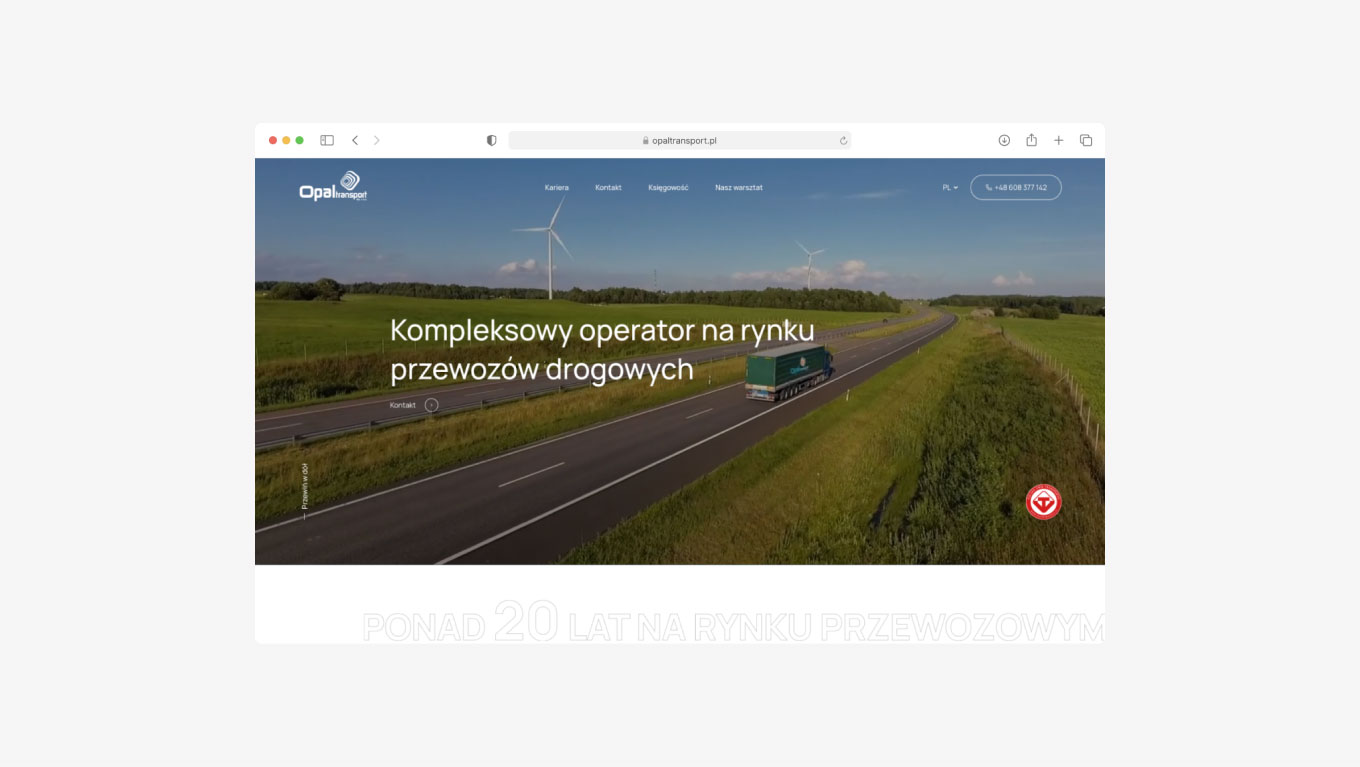 opaltransport.pl
Opal transport
Kariera
Kontakt
Księgowość
Nasz warsztat
PL
+48 608 377 142
Kompleksowy operator na rynku
przewozów drogowych
Kontakt
Przewiń w dół
PONAD 20 LAT NA RYNKU PRZEWOZOWYM